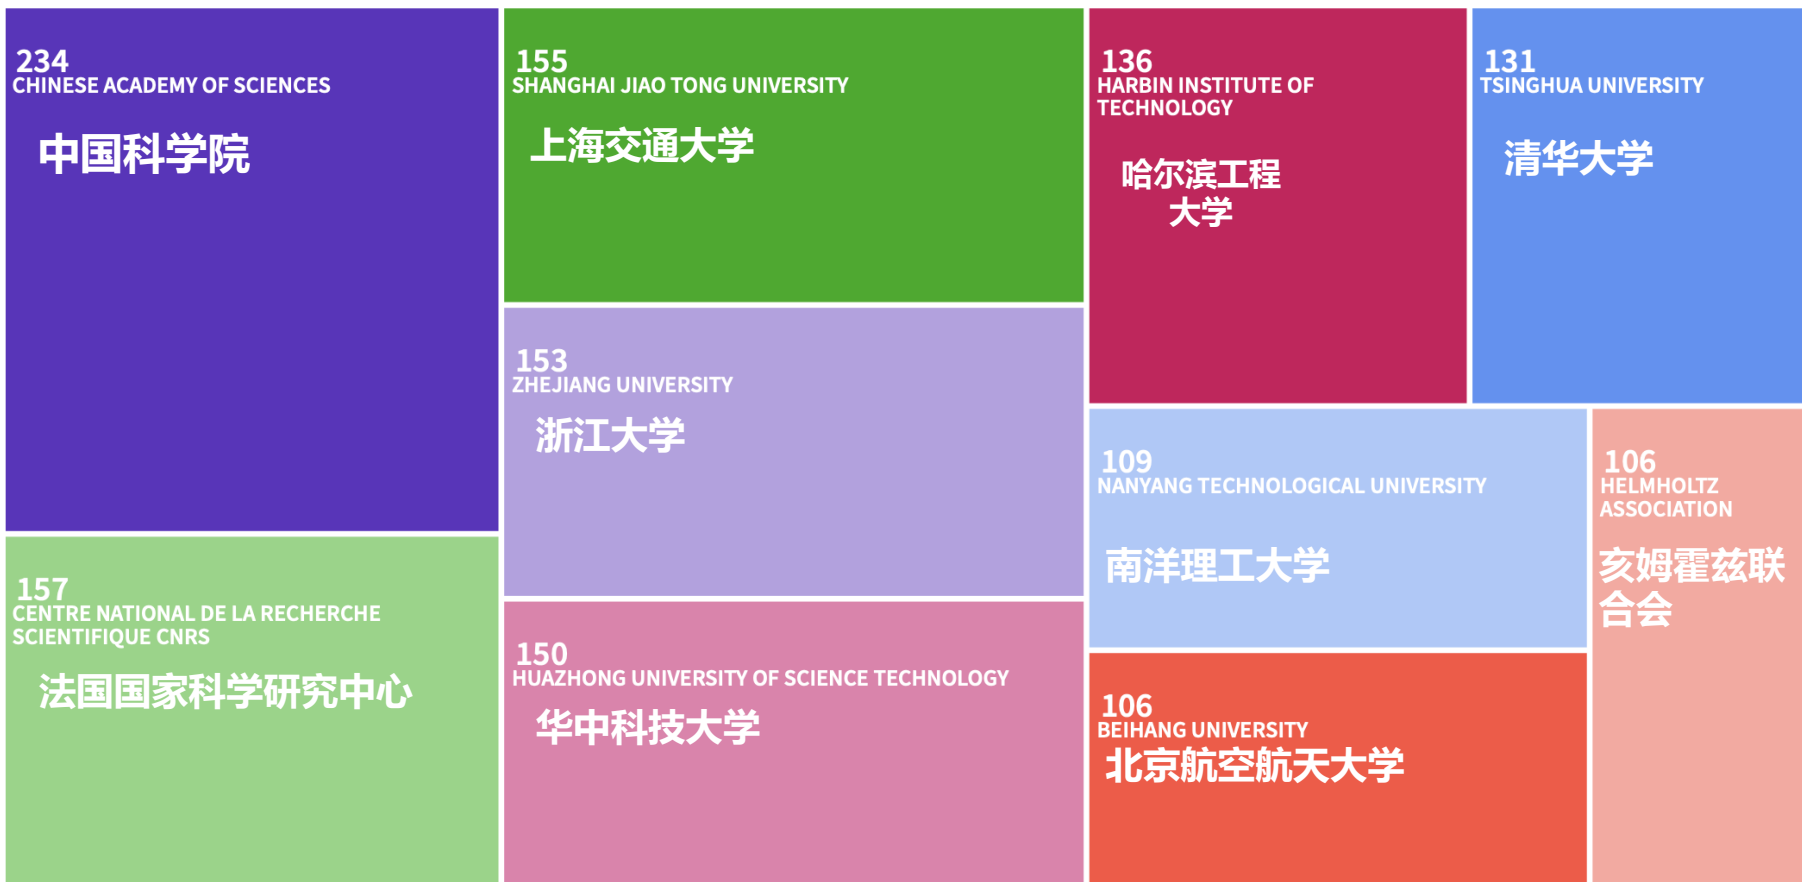 234
CHINESE ACADEMY OF SCIENCES
中国科学院
157
CENTRE NATIONAL DE LA RECHERCHE
SCIENTIFIQUE CNRS
法国国家科学研究中心
155
SHANGHAI JIAO TONG UNIVERSITY
上海交通大学
153
ZHEJIANG UNIVERSITY
浙江大学
150
HUAZHONG UNIVERSITY OF SCIENCE TECHNOLOGY
华中科技大学
136
HARBIN INSTITUTE OF
TECHNOLOGY
哈尔滨工程
大学
131
TSINGHUA UNIVERSITY
清华大学
109
NANYANG TECHNOLOGICAL UNIVERSITY
南洋理工大学
106
HELMHOLTZ
ASSOCIATION
亥姆霍兹联
合会
106
BEIHANG UNIVERSITY
北京航空航天大学